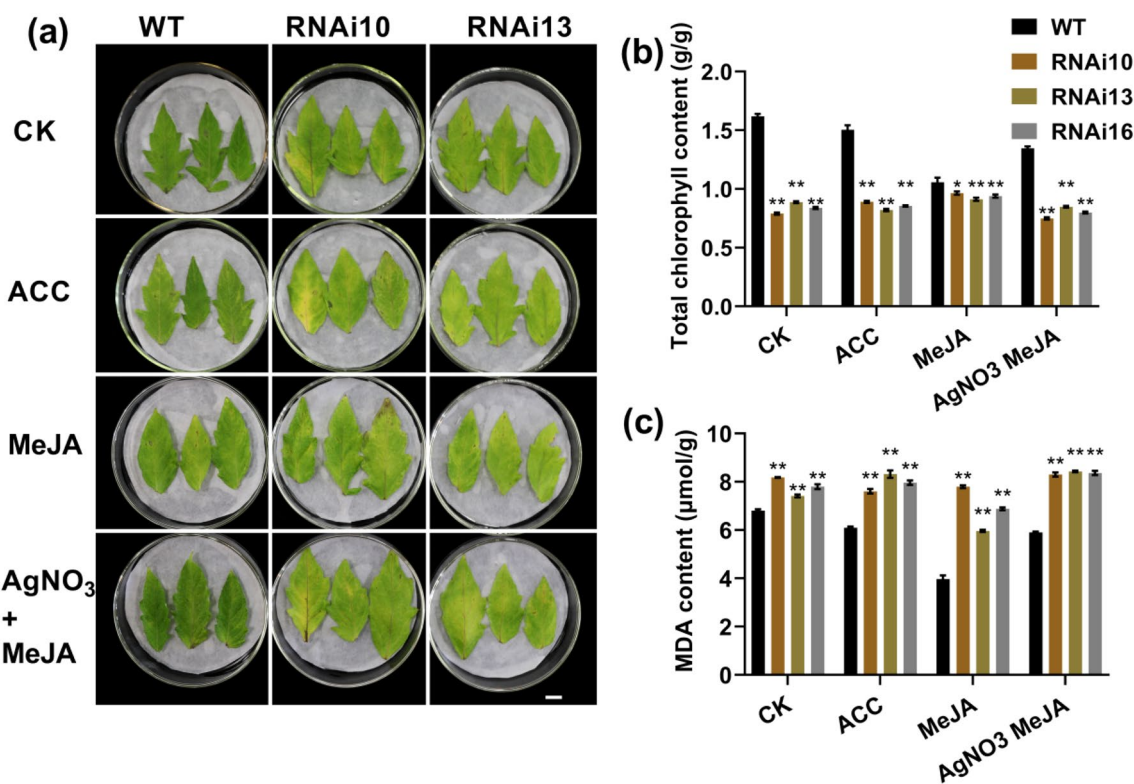 (a)
WT RNAi10 RNAi13
CK
ACC
MeJA
AgNO3
+
MeJA
(b)
WT
RNAi10
RNAi13
RNAi16
Total chlorophyll content (g/g)
2.0
1.5
1.0
0.5
0.0
** ** **
** ** **
* ** **
** ** **
CK ACC MeJA AgNO3 MeJA
(c)
MDA content (μmol/g)
10
8
6
4
2
0
** ** **
** ** **
** ** **
** ** **
CK ACC MeJA AgNO3 MeJA